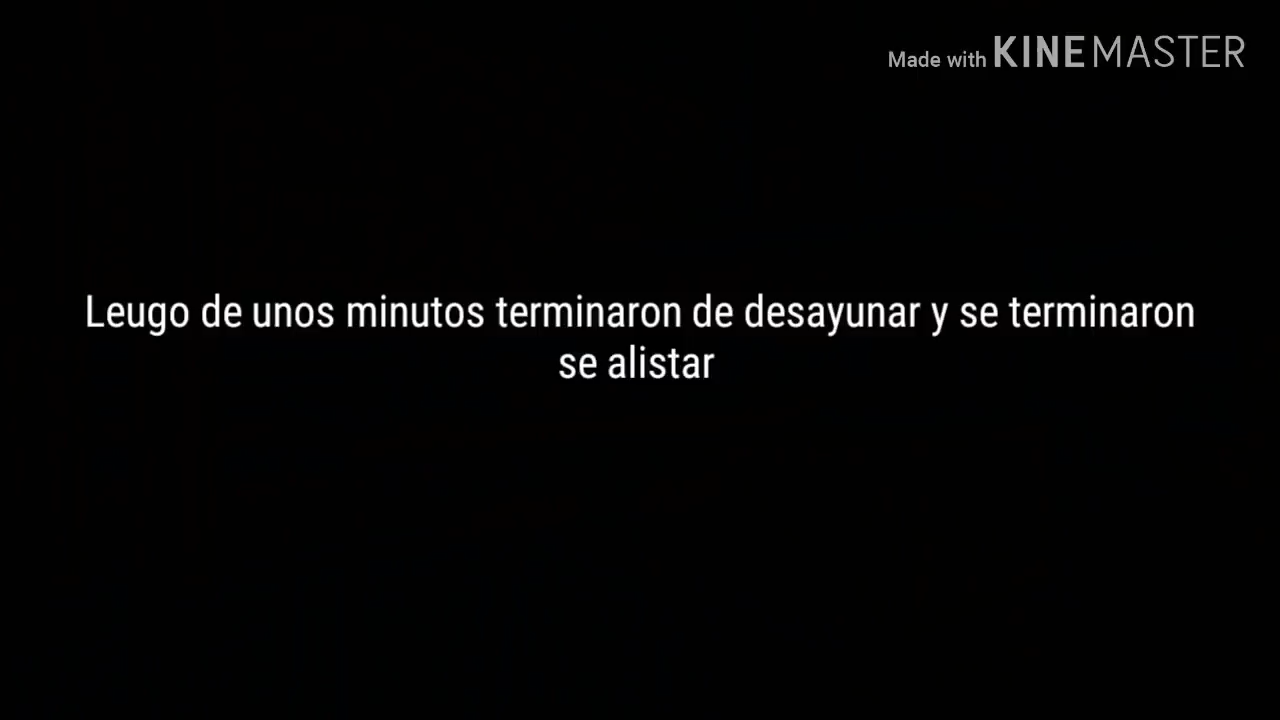 Made with KINEMASTER
Leugo de unos minutos terminaron de desayunar y se terminaron
se alistar